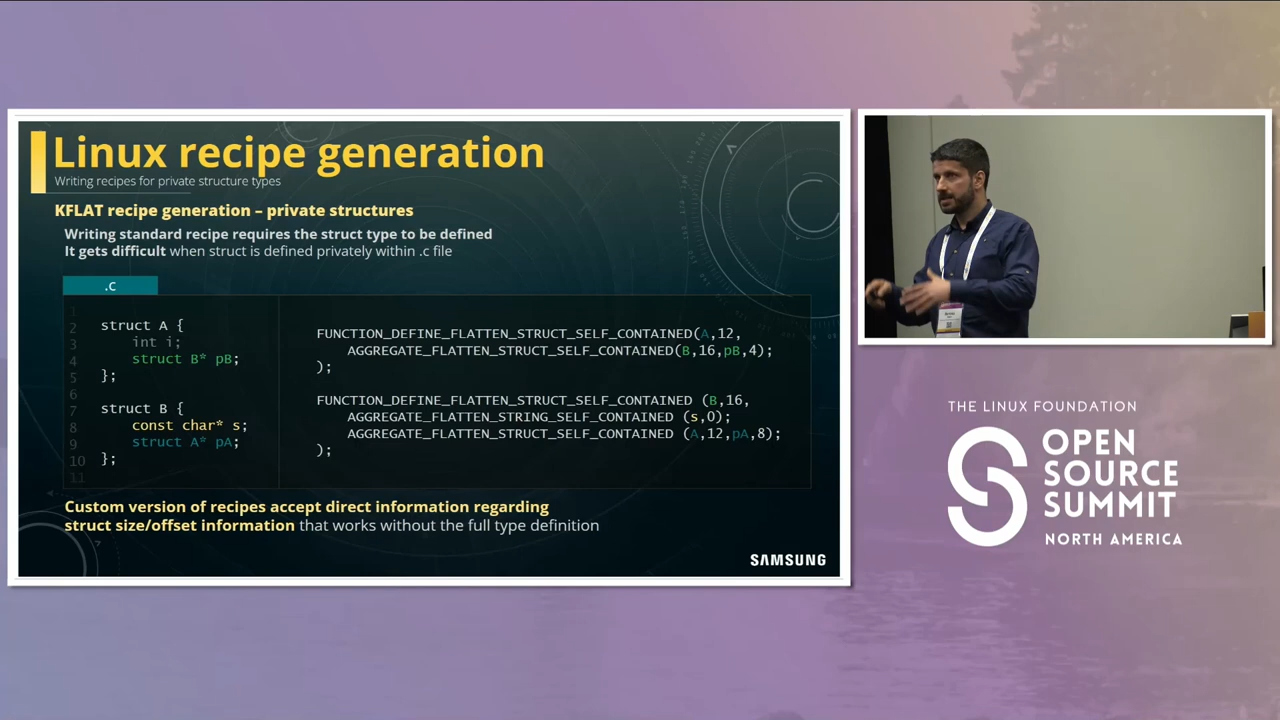 Linux recipe generation
Writing recipes for private structure types
KFLAT recipe generation – private structures
Writing standard recipe requires the struct type to be defined
It gets difficult when struct is defined privately within .c file
.c
1
2
3
4
5
6
7
8
9
10
11
struct A {
int i;
struct B* pB;
};
struct B {
const char* s;
struct A* pA;
};
FUNCTION_DEFINE_FLATTEN_STRUCT_SELF_CONTAINED(A,12,
AGGREGATE_FLATTEN_STRUCT_SELF_CONTAINED(B,16,pB,4);
);
FUNCTION_DEFINE_FLATTEN_STRUCT_SELF_CONTAINED (B,16,
AGGREGATE_FLATTEN_STRING_SELF_CONTAINED (s,0);
AGGREGATE_FLATTEN_STRUCT_SELF_CONTAINED (A,12,pA,8);
);
Custom version of recipes accept direct information regarding
struct size/offset information that works without the full type definition
SAMSUNG
THE LINUX FOUNDATION
OPEN
SOURCE
SUMMIT
NORTH AMERICA